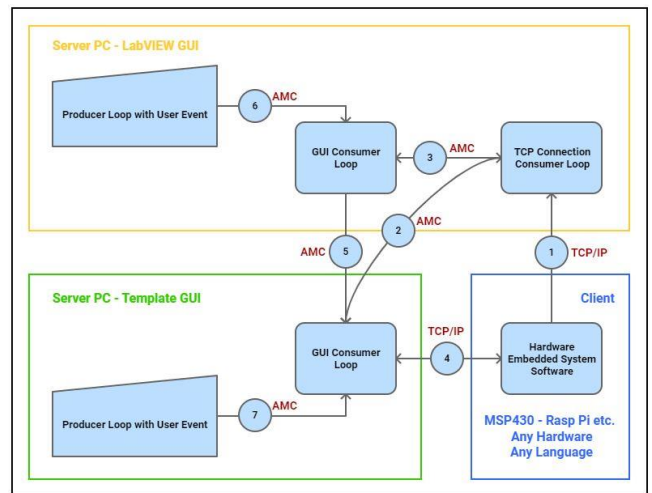 Server PC - LabVIEW GUI
Producer Loop with User Event
6
AMC
GUI Consumer
Loop
3
AMC
TCP Connection
Consumer Loop
2
AMC
AMC
5
1
TCP/IP
Server PC - Template GUI
GUI Consumer
Loop
Producer Loop with User Event
7
AMC
TCP/IP
4
Client
Hardware
Embedded System
Software
MSP430 - Rasp Pi etc.
Any Hardware
Any Language